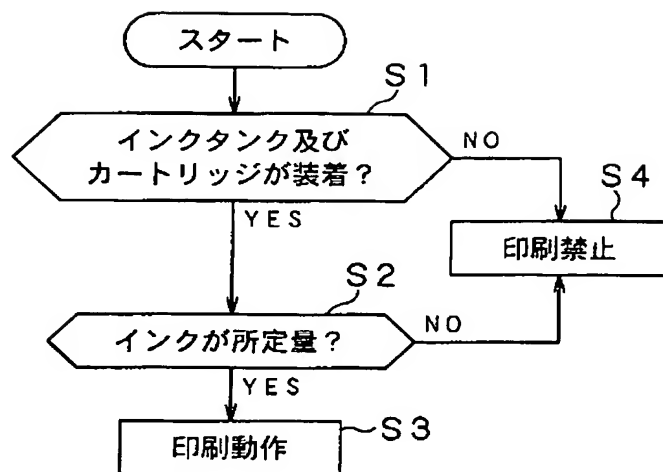 スタート
S1
インクタンク及び
カートリッジが装着?
NO
YES
S4
印刷禁止
S2
インクが所定量?
NO
YES
S3
印刷動作